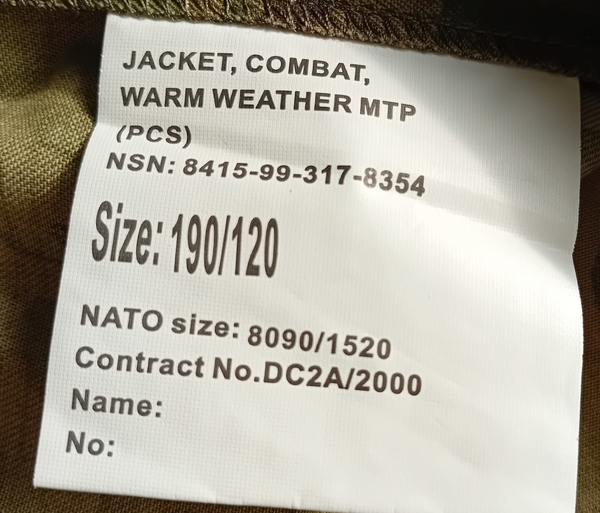 JACKET, COMBAT,
WARM WEATHER MTP
(PCS)
NSN: 8415-99-317-8354
Size: 190/120
NATO size: 8090/1520
Contract No.DC2A/2000
Name:
No: